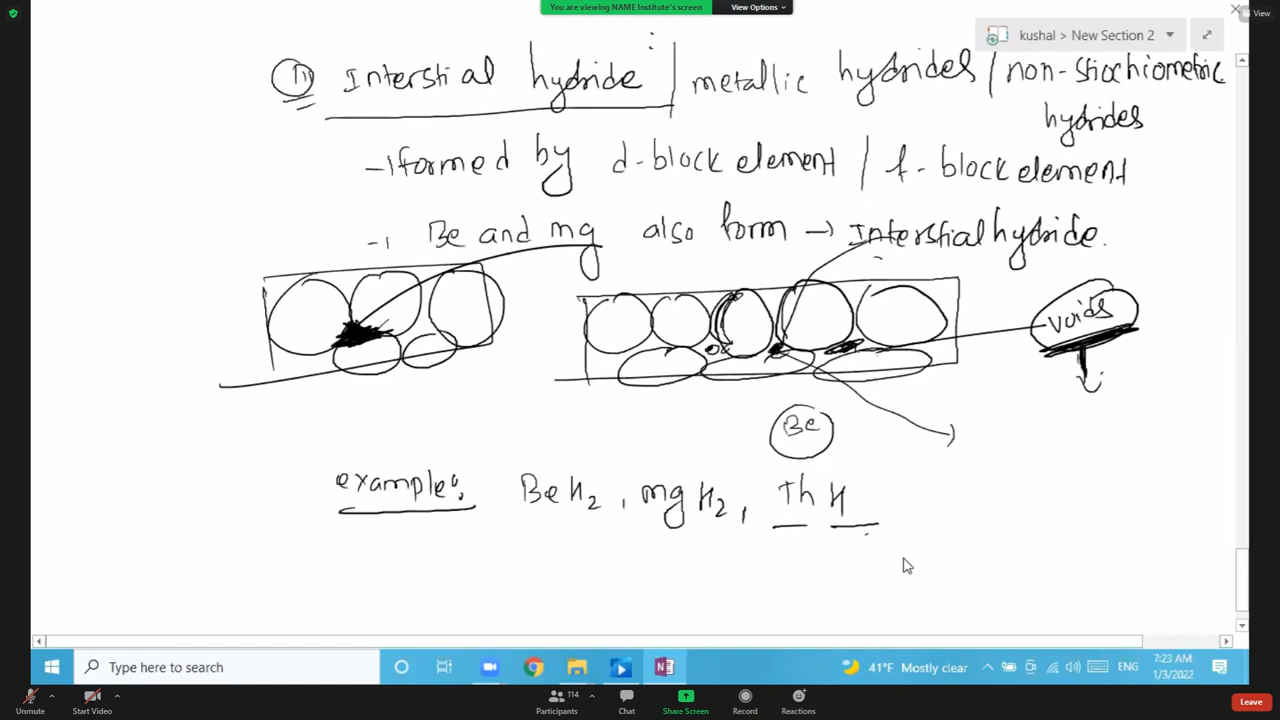 You are viewing NAME Institute's screen View Options
View
kushal > New Section 2
① Interstial hydride / metallic hydrides / non-stiochiometric
hydrides
formed by d-block element / f-block element
Be and mg also form → Interstial hydride.
voids
Be
example: BeH2, mgH2, ThH
Type here to search
41°F Mostly clear
ENG
7:23 AM
1/3/2022
Unmute
Start Video
114
Participants
Chat
Share Screen
Record
Reactions
Leave